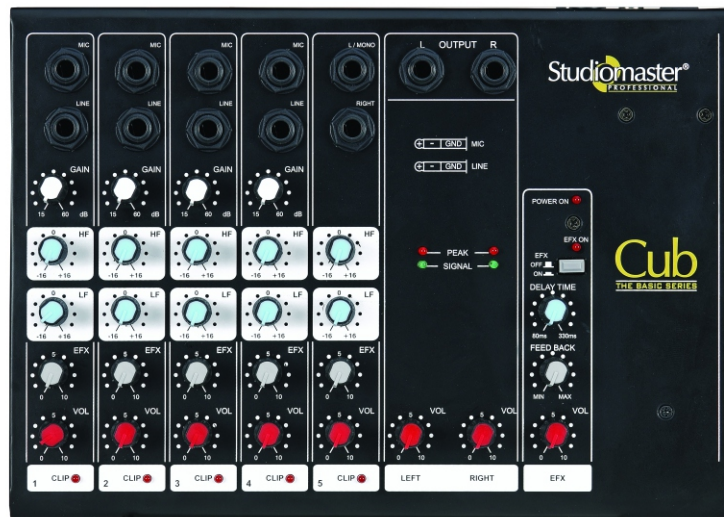 MIC MIC MIC MIC L / MONO L OUTPUT R
Studiomaster®
PROFESSIONAL
LINE LINE LINE LINE RIGHT
+ - GND MIC
+ - GND LINE
GAIN GAIN GAIN GAIN
15 60 dB 15 60 dB 15 60 dB 15 60 dB
POWER ON
EFX ON
0 HF 0 HF 0 HF 0 HF 0 HF
-16 +16 -16 +16 -16 +16 -16 +16 -16 +16
PEAK
SIGNAL
EFX
OFF
ON
Cub
THE BASIC SERIES
DELAY TIME
60ms 330ms
0 LF 0 LF 0 LF 0 LF 0 LF
-16 +16 -16 +16 -16 +16 -16 +16 -16 +16
FEED BACK
MIN MAX
5 EFX 5 EFX 5 EFX 5 EFX 5 EFX
0 10 0 10 0 10 0 10 0 10
5 VOL 5 VOL 5 VOL 5 VOL 5 VOL 5 VOL 5 VOL 5 VOL
0 10 0 10 0 10 0 10 0 10 0 10 0 10 0 10
1 CLIP 2 CLIP 3 CLIP 4 CLIP 5 CLIP LEFT RIGHT EFX